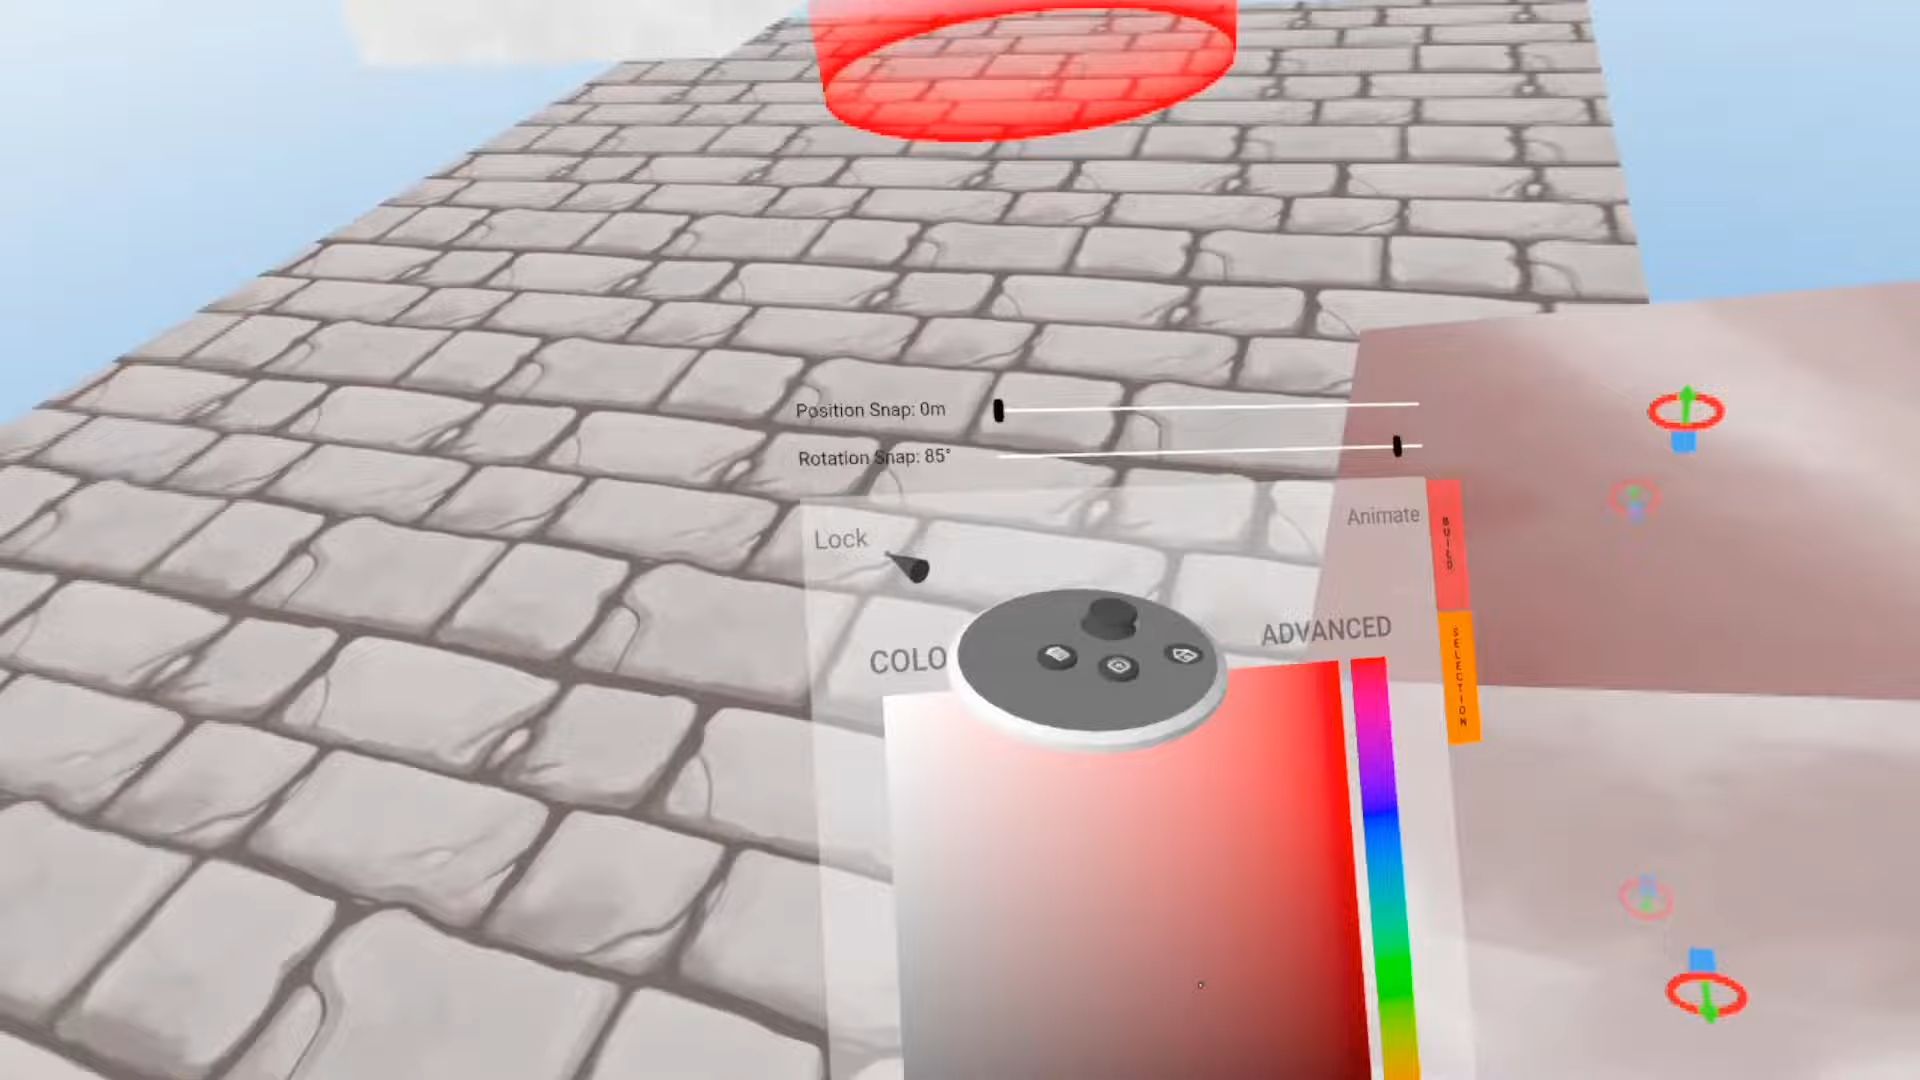 Position Snap: 0m
Rotation Snap: 85°
Lock
Animate
BUILD
COLO
ADVANCED
SELECTION